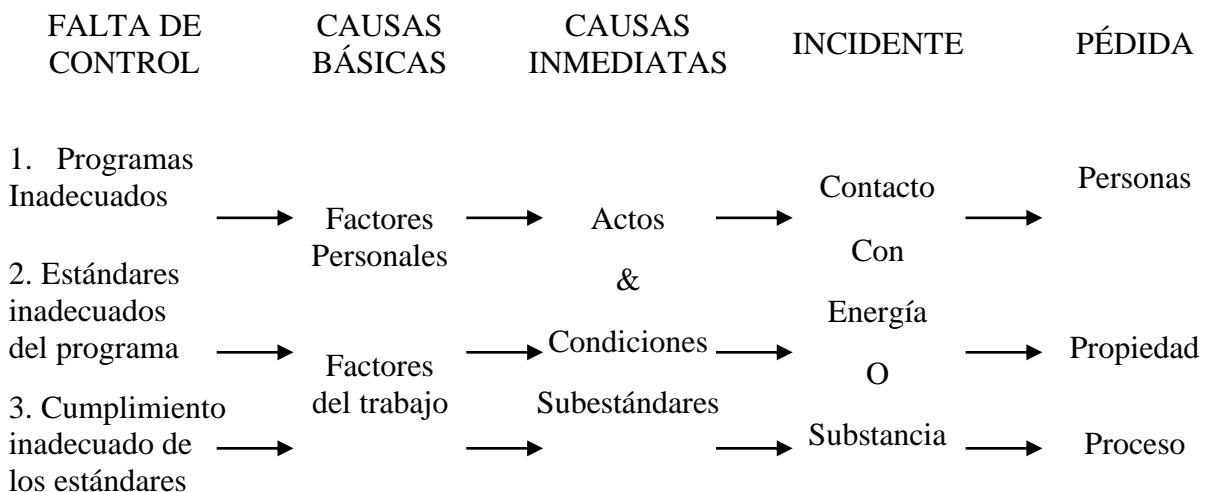 FALTA DE
CONTROL
CAUSAS
BÁSICAS
CAUSAS
INMEDIATAS
INCIDENTE
PÉDIDA
1. Programas
Inadecuados
2. Estándares
inadecuados
del programa
3. Cumplimiento
inadecuado de
los estándares
Factores
Personales
Factores
del trabajo
Actos
&
Condiciones
Subestándares
Contacto
Con
Energía
O
Substancia
Personas
Propiedad
Proceso